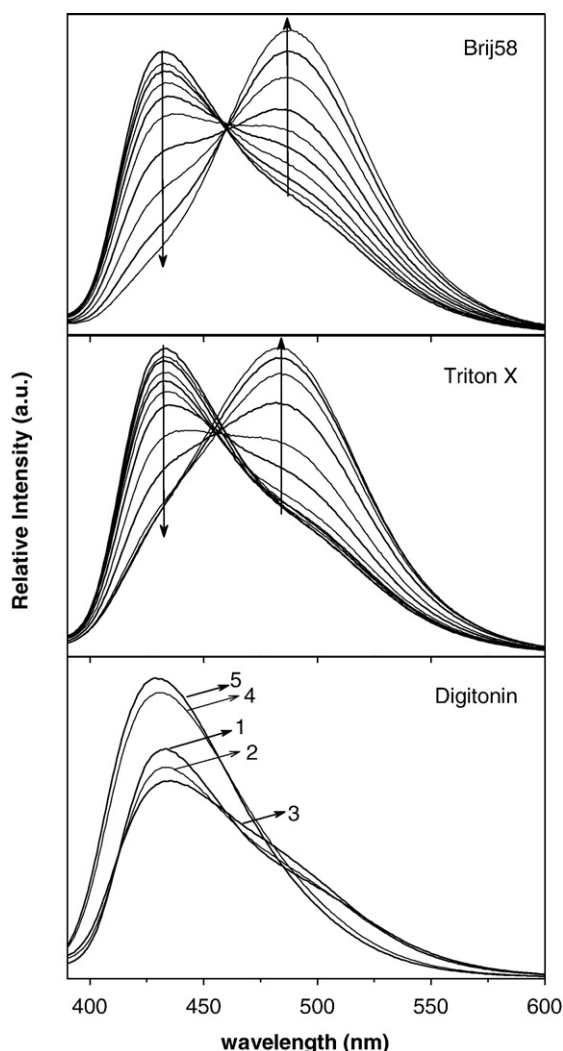 Brij58
Triton X
Relative Intensity (a.u.)
Digitonin
5
4
1
2
3
400 450 500 550 600
wavelength (nm)